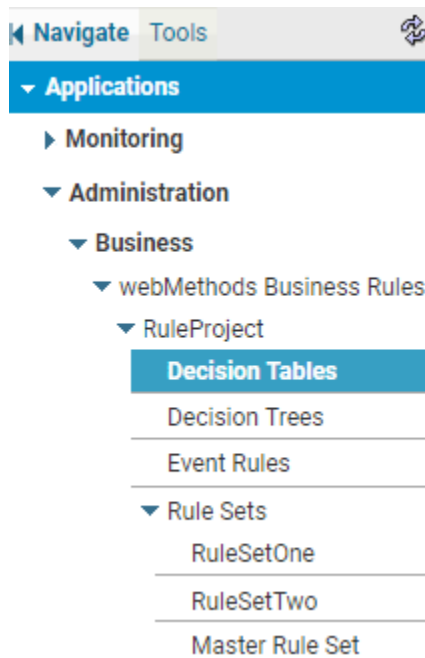 Navigate Tools
Applications
Monitoring
Administration
Business
webMethods Business Rules
RuleProject
Decision Tables
Decision Trees
Event Rules
Rule Sets
RuleSetOne
RuleSetTwo
Master Rule Set